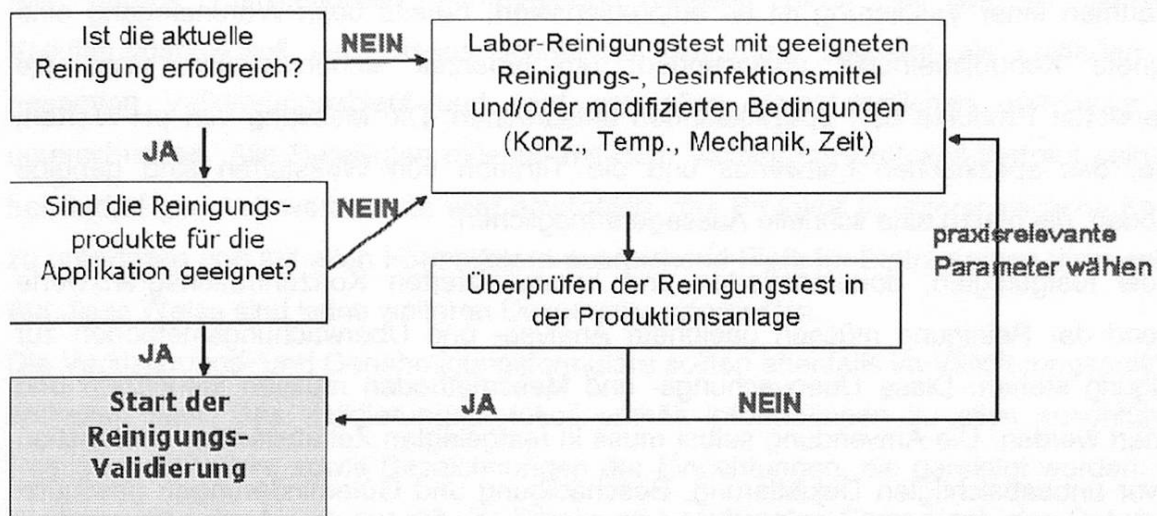 Ist die aktuelle
Reinigung erfolgreich?
NEIN
Labor-Reinigungstest mit geeigneten
Reinigungs-, Desinfektionsmittel
und/oder modifizierten Bedingungen
(Konz., Temp., Mechanik, Zeit)
JA
Sind die Reinigungs-
produkte für die
Applikation geeignet?
NEIN
praxisrelevante
Parameter wählen
Überprüfen der Reinigungstest in
der Produktionsanlage
JA
JA
NEIN
Start der
Reinigungs-
Validierung